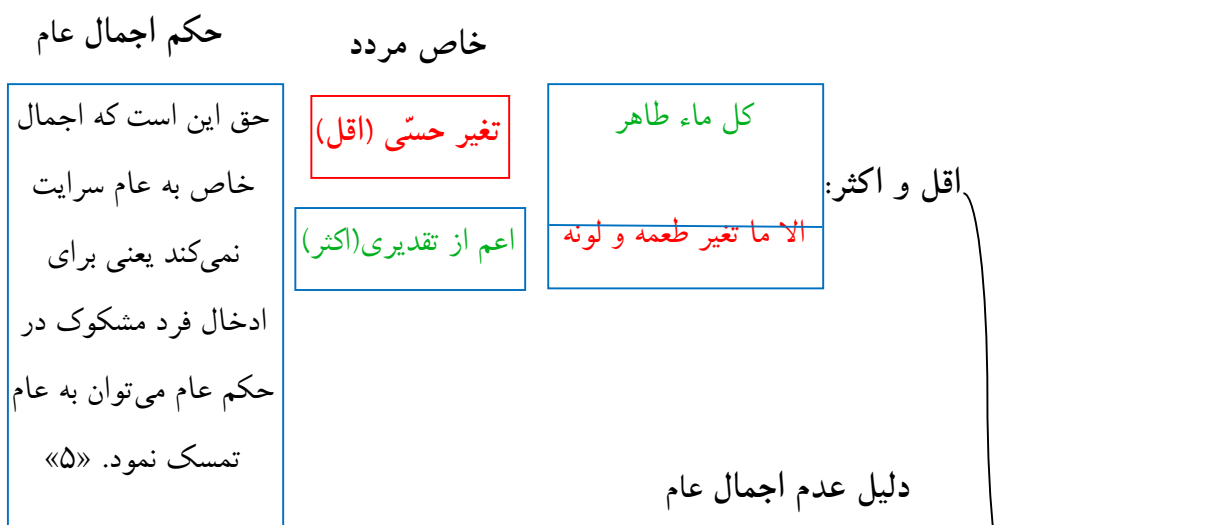 حکم اجمال عام
خاص مردد
اقل و اکثر:
کل ماء طاهر
الا ما تغیر طعمه و لونه
تغیر حسّی (اقل)
اعم از تقدیری(اکثر)
حق این است که اجمال
خاص به عام سرایت
نمی‌کند یعنی برای
ادخال فرد مشکوک در
حکم عام می‌توان به عام
تمسک نمود. «۵»
دلیل عدم اجمال عام